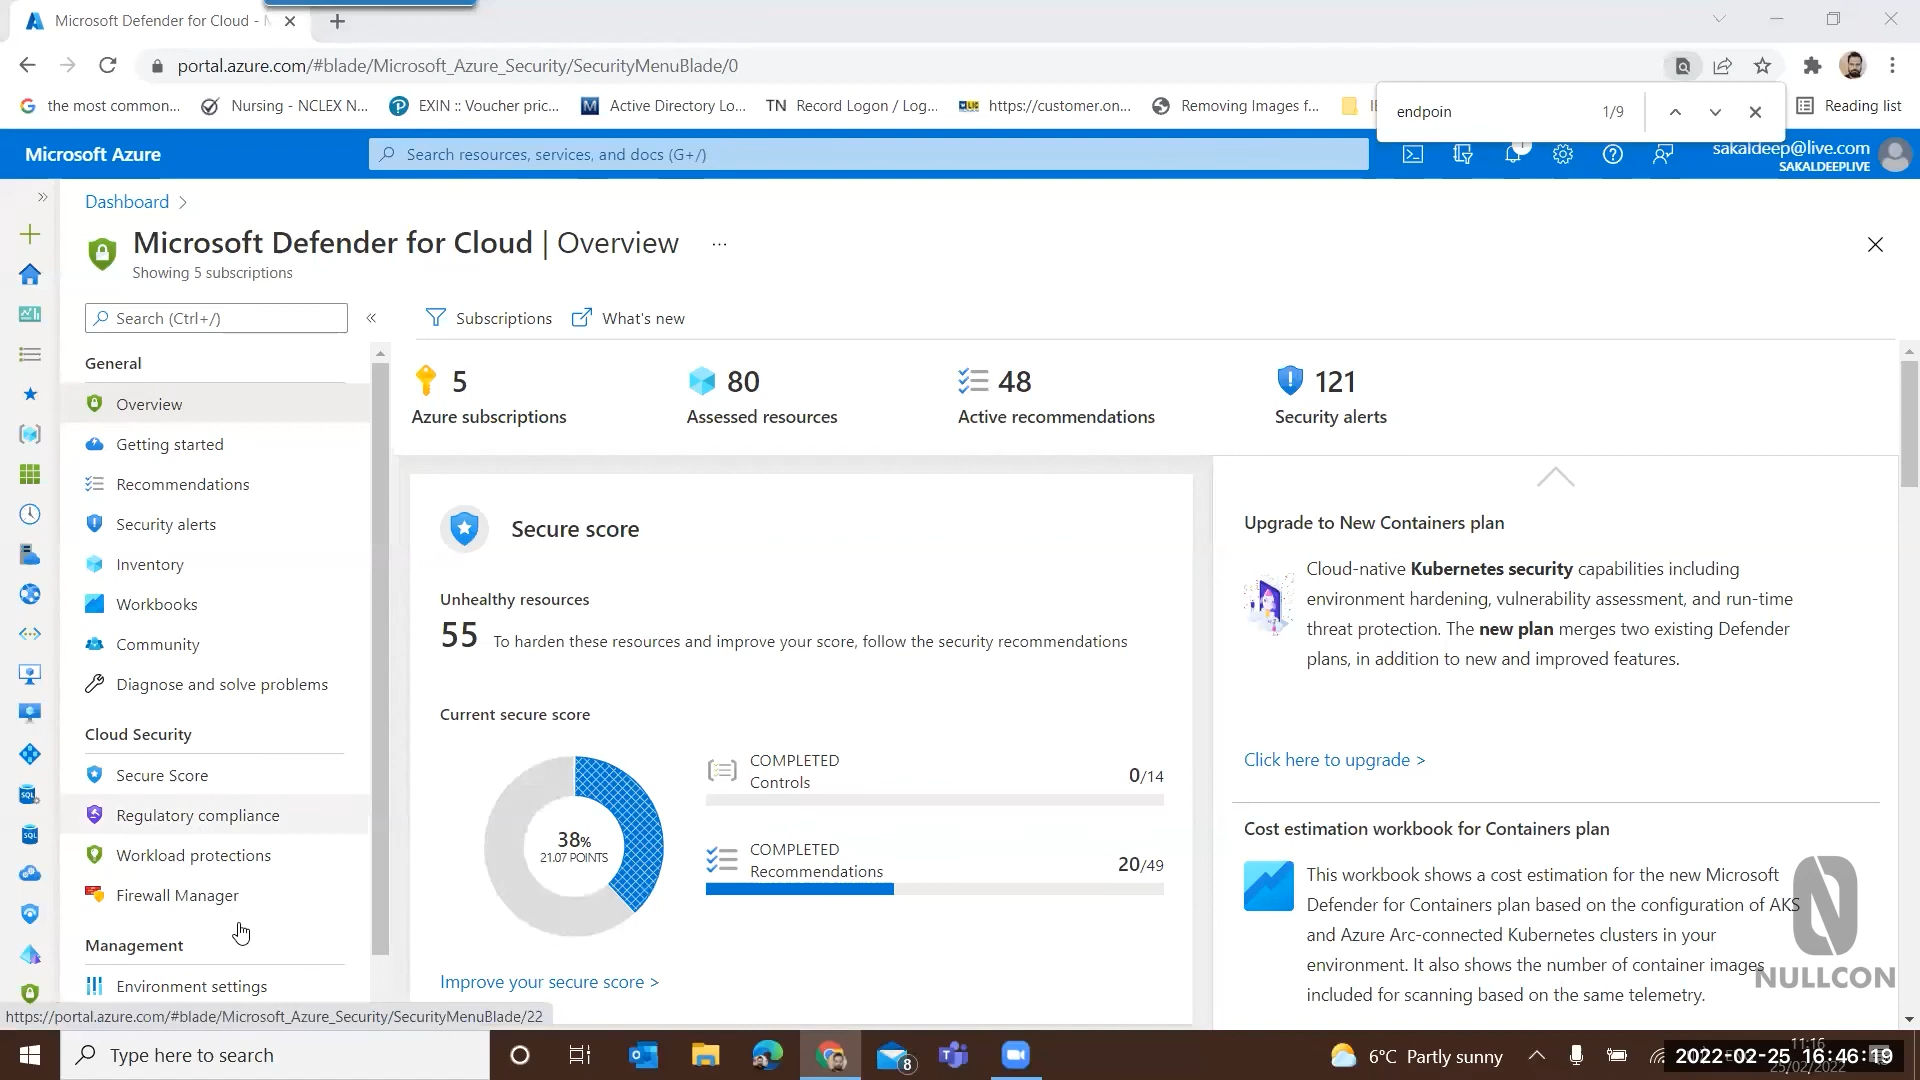 Microsoft Defender for Cloud - M
portal.azure.com/#blade/Microsoft_Azure_Security/SecurityMenuBlade/0
the most common...
Nursing - NCLEX N...
EXIN :: Voucher pric...
Active Directory Lo...
TN Record Logon / Log...
https://customer.on...
Removing Images f...
Reading list
endpoin
1/9
Microsoft Azure
Search resources, services, and docs (G+/)
1
sakaldeep@live.com
SAKALDEEPLIVE
Dashboard >
Microsoft Defender for Cloud | Overview ...
Showing 5 subscriptions
Search (Ctrl+/)
«
Subscriptions
What's new
General
Overview
Getting started
Recommendations
Security alerts
Inventory
Workbooks
Community
Diagnose and solve problems
Cloud Security
Secure Score
Regulatory compliance
Workload protections
Firewall Manager
Management
Environment settings
5
Azure subscriptions
80
Assessed resources
48
Active recommendations
121
Security alerts
Secure score
Unhealthy resources
55 To harden these resources and improve your score, follow the security recommendations
Current secure score
38%
21.07 POINTS
COMPLETED
Controls
0/14
COMPLETED
Recommendations
20/49
Improve your secure score >
Upgrade to New Containers plan
Cloud-native Kubernetes security capabilities including
environment hardening, vulnerability assessment, and run-time
threat protection. The new plan merges two existing Defender
plans, in addition to new and improved features.
Click here to upgrade >
Cost estimation workbook for Containers plan
This workbook shows a cost estimation for the new Microsoft
Defender for Containers plan based on the configuration of AKS
and Azure Arc-connected Kubernetes clusters in your
environment. It also shows the number of container images
included for scanning based on the same telemetry.
NULLCON
https://portal.azure.com/#blade/Microsoft_Azure_Security/SecurityMenuBlade/22
Type here to search
8
6°C Partly sunny
11:16
25/02/2022
2022-02-25 16:46:19